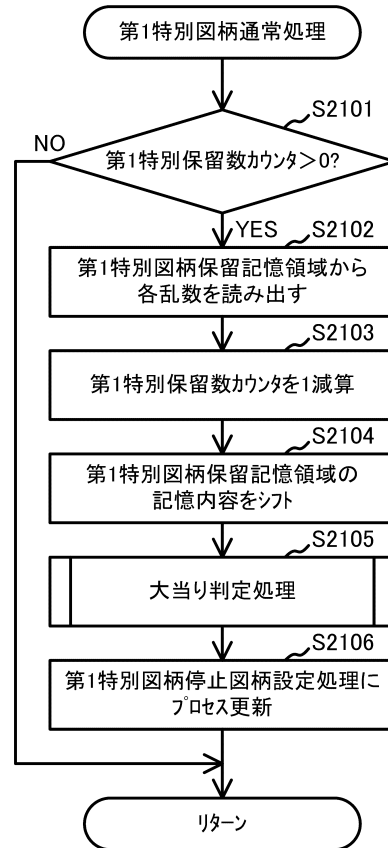 第1特別図柄通常処理
S2101
NO
第1特別保留数カウンタ＞0?
YES
S2102
第1特別図柄保留記憶領域から
各乱数を読み出す
S2103
第1特別保留数カウンタを1減算
S2104
第1特別図柄保留記憶領域の
記憶内容をシフト
S2105
大当り判定処理
S2106
第1特別図柄停止図柄設定処理に
プロセス更新
リターン